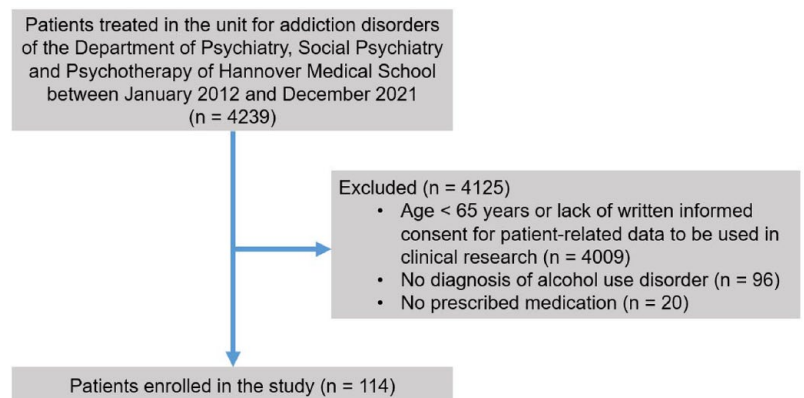 Patients treated in the unit for addiction disorders
of the Department of Psychiatry, Social Psychiatry
and Psychotherapy of Hannover Medical School
between January 2012 and December 2021
(n = 4239)
Excluded (n = 4125)
• Age < 65 years or lack of written informed
consent for patient-related data to be used in
clinical research (n = 4009)
• No diagnosis of alcohol use disorder (n = 96)
• No prescribed medication (n = 20)
Patients enrolled in the study (n = 114)